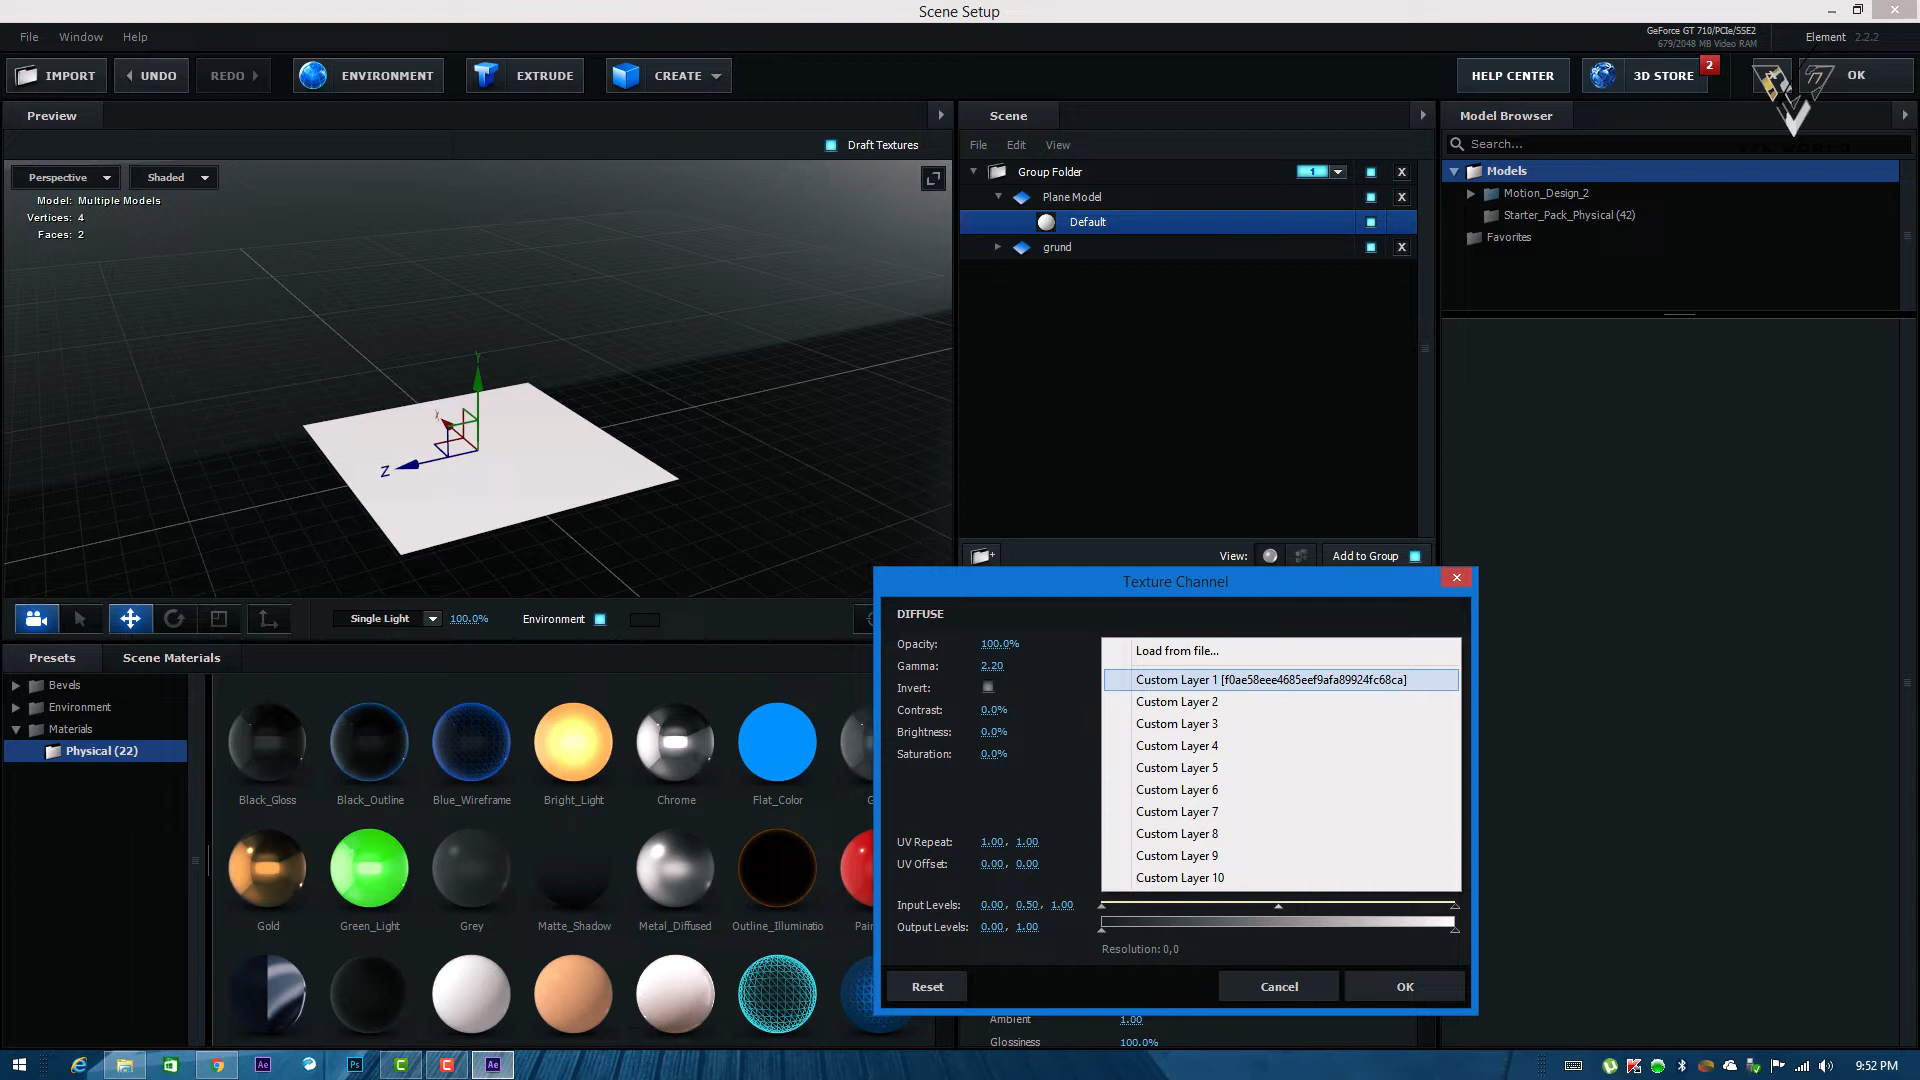 Scene Setup
File Window Help
GeForce GT 710/PCIe/SSE2
679/2048 MB Video RAM
Element 2.2.2
IMPORT UNDO REDO ENVIRONMENT EXTRUDE CREATE HELP CENTER 3D STORE 2 X OK
Preview Scene Model Browser
Draft Textures File Edit View Search...
Perspective Shaded
Model: Multiple Models
Vertices: 4
Faces: 2
Group Folder 1 X
Plane Model X
Default
grund X
Models
Motion_Design_2
Starter_Pack_Physical (42)
Favorites
Y
X
Z
View: Add to Group
Single Light 100.0% Environment
Presets Scene Materials
Bevels
Environment
Materials
Physical (22)
Black_Gloss Black_Outline Blue_Wireframe Bright_Light Chrome Flat_Color
Gold Green_Light Grey Matte_Shadow Metal_Diffused Outline_Illuminatio
Texture Channel
DIFFUSE
Opacity: 100.0%
Gamma: 2.20
Invert:
Contrast: 0.0%
Brightness: 0.0%
Saturation: 0.0%
UV Repeat: 1.00, 1.00
UV Offset: 0.00, 0.00
Input Levels: 0.00, 0.50, 1.00
Output Levels: 0.00, 1.00
Load from file...
Custom Layer 1 [f0ae58eee4685eef9afa89924fc68ca]
Custom Layer 2
Custom Layer 3
Custom Layer 4
Custom Layer 5
Custom Layer 6
Custom Layer 7
Custom Layer 8
Custom Layer 9
Custom Layer 10
Resolution: 0,0
Reset Cancel OK
Ambient 1.00
Glossiness 100.0%
Ae Ps C C Ae
9:52 PM